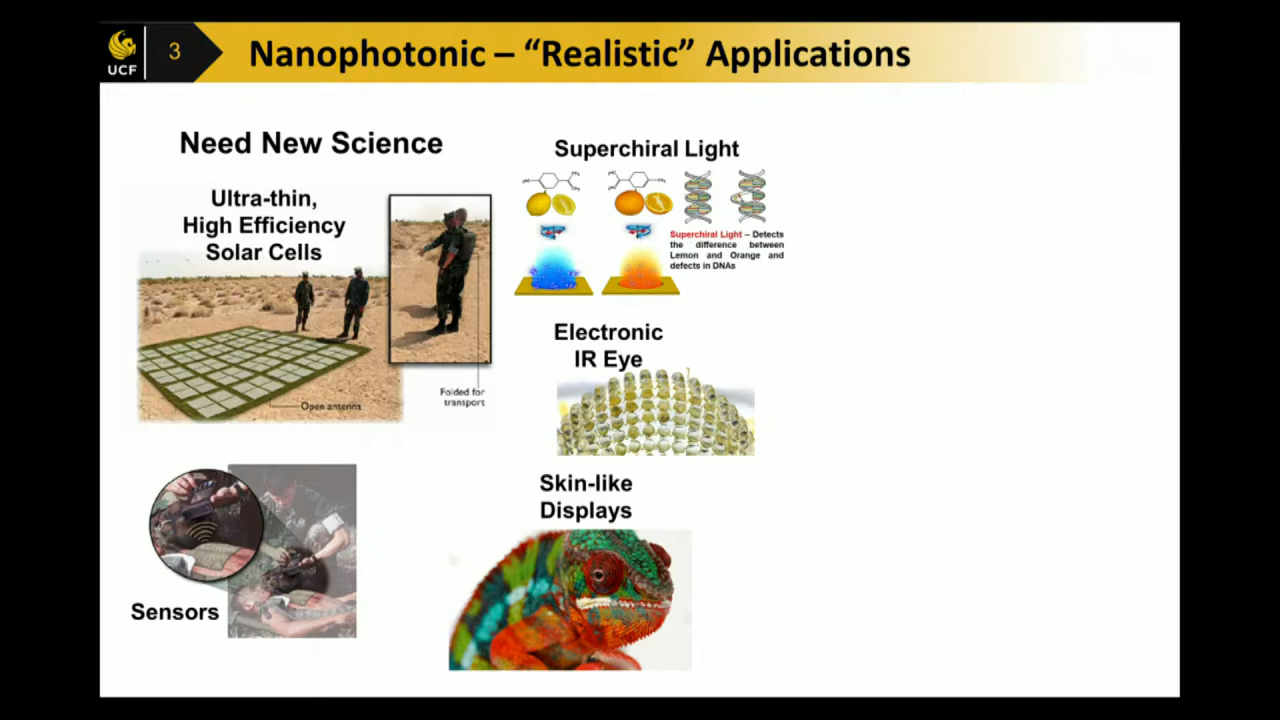 UCF
3
Nanophotonic – “Realistic” Applications
Need New Science
Ultra-thin,
High Efficiency
Solar Cells
Open antenna
Folded for
transport
Sensors
Superchiral Light
Superchiral Light – Detects
the difference between
Lemon and Orange and
defects in DNAs
Electronic
IR Eye
Skin-like
Displays